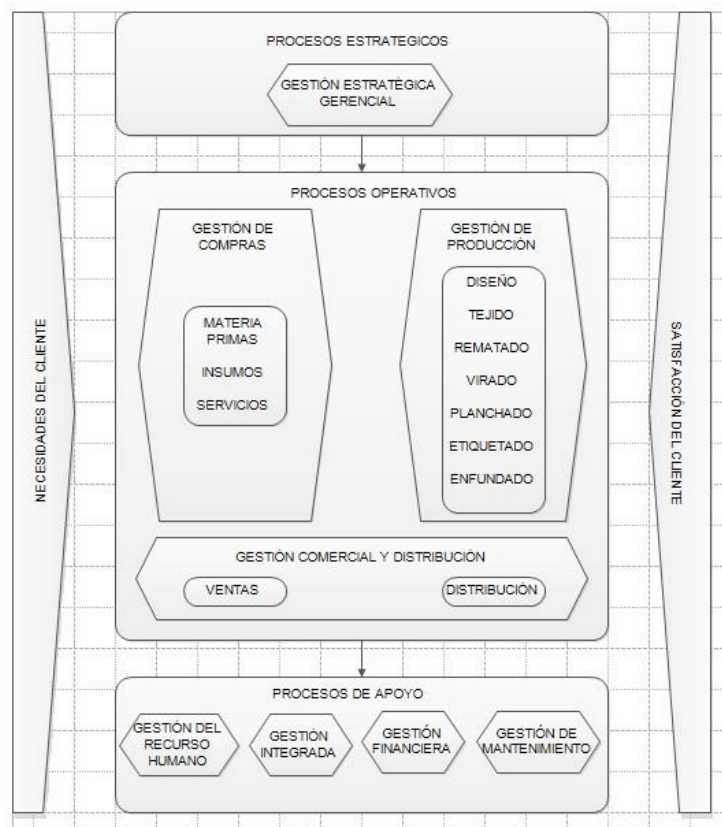 PROCESOS ESTRATEGICOS
GESTIÓN ESTRATÉGICA
GERENCIAL
NECESIDADES DEL CLIENTE
PROCESOS OPERATIVOS
GESTIÓN DE
COMPRAS
MATERIA
PRIMAS
INSUMOS
SERVICIOS
GESTIÓN DE
PRODUCCIÓN
DISEÑO
TEJIDO
REMATADO
VIRADO
PLANCHADO
ETIQUETADO
ENFUNDADO
GESTIÓN COMERCIAL Y DISTRIBUCIÓN
VENTAS
DISTRIBUCIÓN
SATISFACCIÓN DEL CLIENTE
PROCESOS DE APOYO
GESTIÓN DEL
RECURSO
HUMANO
GESTIÓN
INTEGRADA
GESTIÓN
FINANCIERA
GESTIÓN DE
MANTENIMIENTO